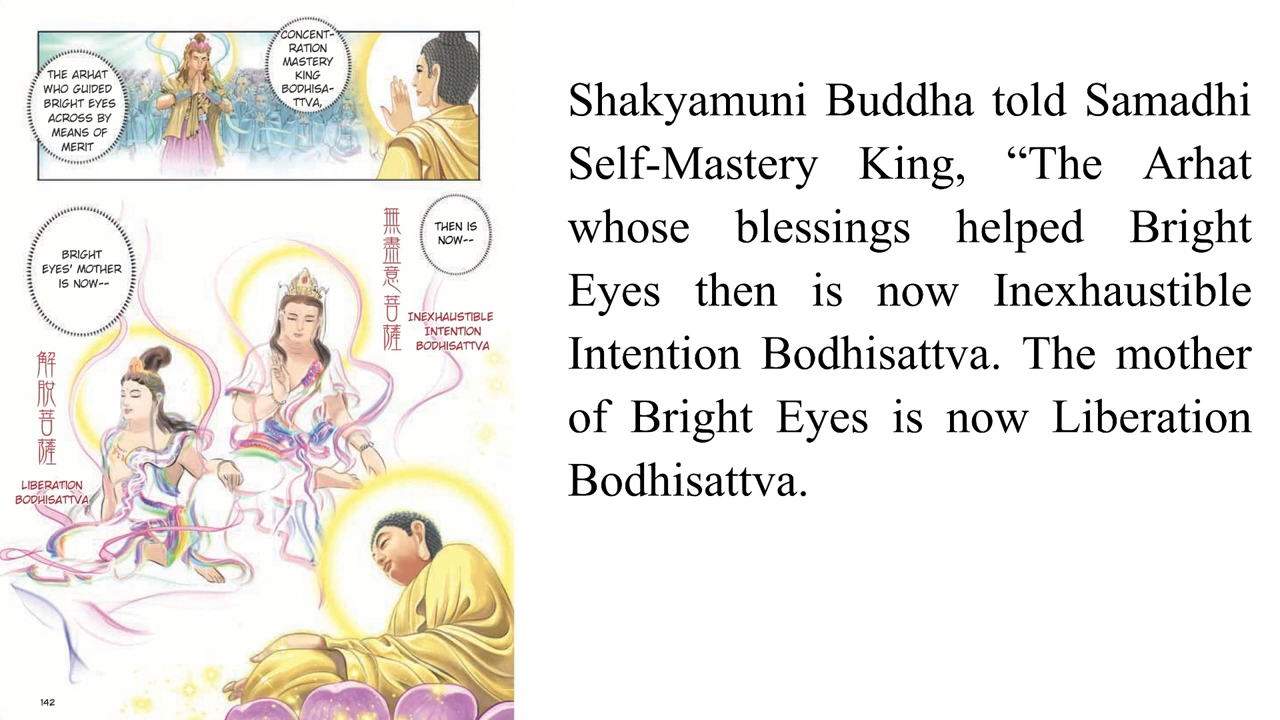 CONCENT-
RATION
MASTERY
KING
BODHISA-
TTVA,
THE ARHAT
WHO GUIDED
BRIGHT EYES
ACROSS BY
MEANS OF
MERIT
THEN IS
NOW--
無盡意菩薩
INEXHAUSTIBLE
INTENTION
BODHISATTVA
BRIGHT
EYES' MOTHER
IS NOW--
解脫菩薩
LIBERATION
BODHISATTVA
142
Shakyamuni Buddha told Samadhi
Self-Mastery King, “The Arhat
whose blessings helped Bright
Eyes then is now Inexhaustible
Intention Bodhisattva. The mother
of Bright Eyes is now Liberation
Bodhisattva.